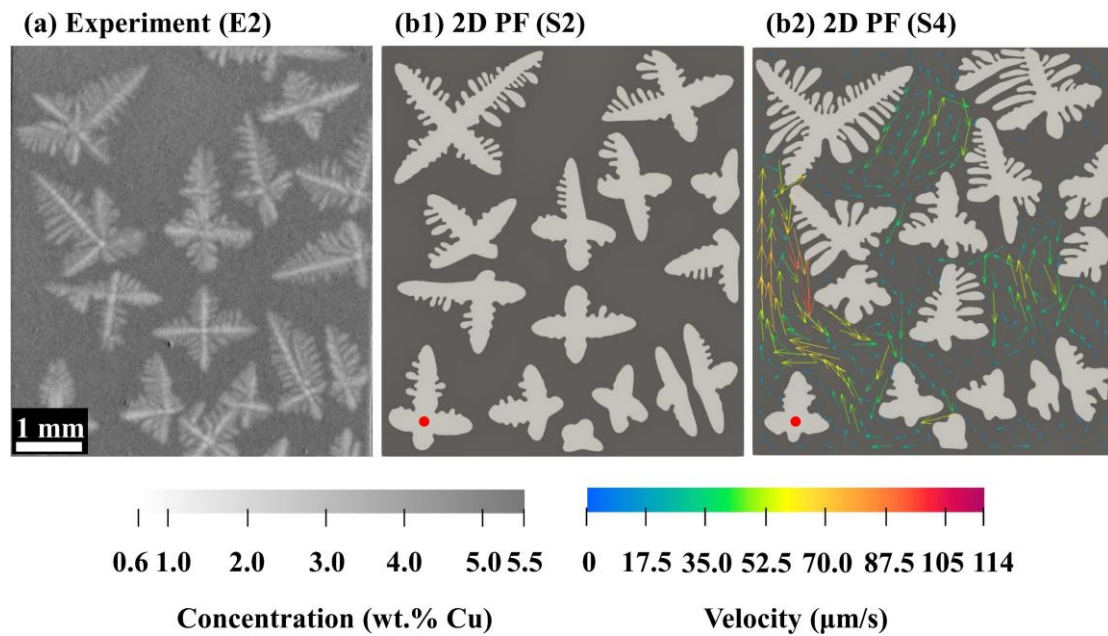 (a) Experiment (E2) (b1) 2D PF (S2) (b2) 2D PF (S4)
1 mm
0.6 1.0 2.0 3.0 4.0 5.0 5.5 0 17.5 35.0 52.5 70.0 87.5 105 114
Concentration (wt.% Cu) Velocity (μm/s)